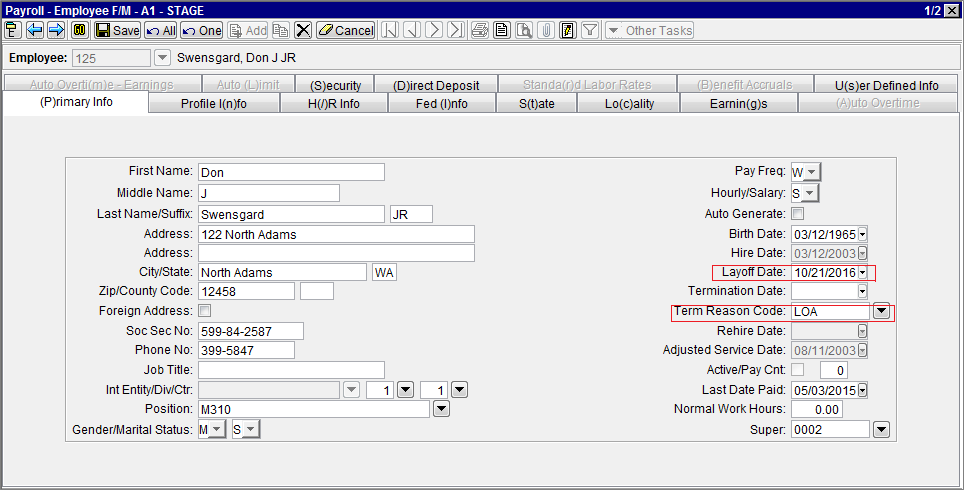 Payroll - Employee F/M - A1 - STAGE 1/2
60 Save All One Add Cancel Other Tasks
Employee: 125 Swensgard, Don J JR
Auto Overti(m)e - Earnings Auto (L)imit (S)ecurity (D)irect Deposit Standa(r)d Labor Rates (B)enefit Accruals U(s)er Defined Info
(P)rimary Info Profile I(n)fo H(/)R Info Fed (I)nfo S(t)ate Lo(c)ality Earnin(g)s (A)uto Overtime
First Name: Don Pay Freq: W
Middle Name: J Hourly/Salary: S
Last Name/Suffix: Swensgard JR Auto Generate:
Address: 122 North Adams Birth Date: 03/12/1965
Address: Hire Date: 03/12/2003
City/State: North Adams WA Layoff Date: 10/21/2016
Zip/County Code: 12458 Termination Date:
Foreign Address: Term Reason Code: LOA
Soc Sec No: 599-84-2587 Rehire Date:
Phone No: 399-5847 Adjusted Service Date: 08/11/2003
Job Title: Active/Pay Cnt: 0
Int Entity/Div/Ctr: 1 1 Last Date Paid: 05/03/2015
Position: M310 Normal Work Hours: 0.00
Gender/Marital Status: M S Super: 0002